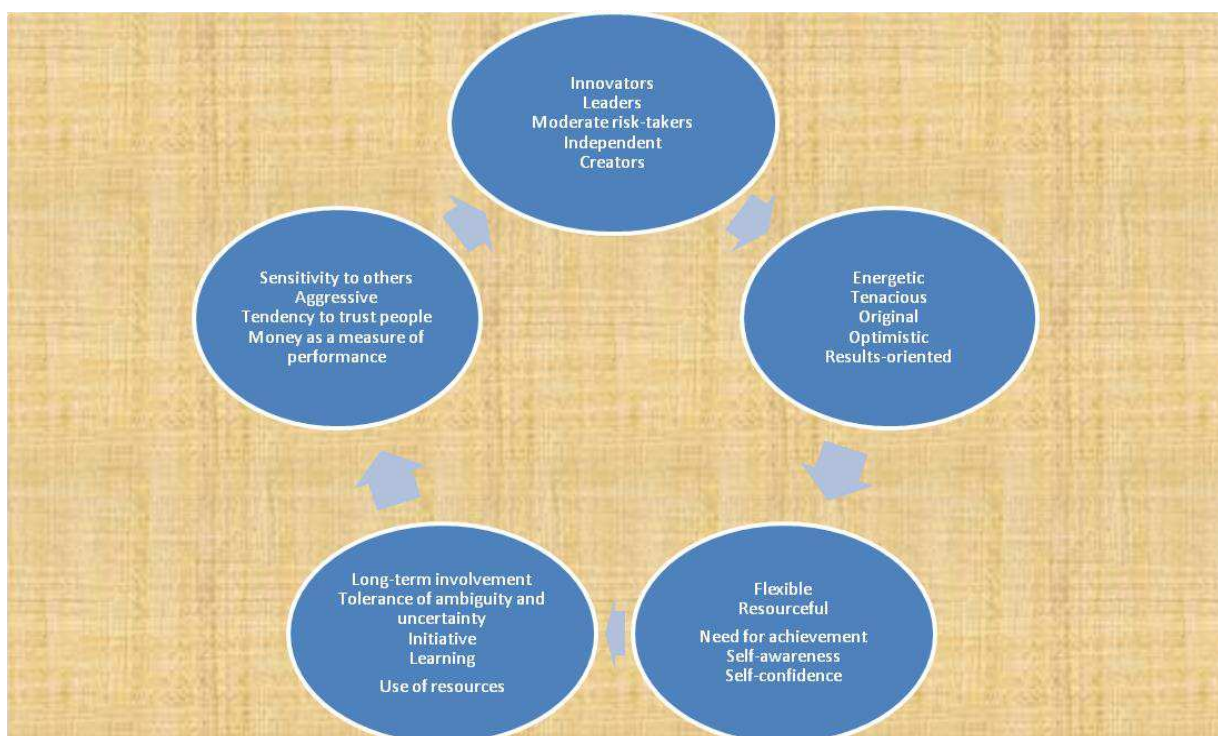 Innovators
Leaders
Moderate risk-takers
Independent
Creators
Energetic
Tenacious
Original
Optimistic
Results-oriented
Flexible
Resourceful
Need for achievement
Self-awareness
Self-confidence
Long-term involvement
Tolerance of ambiguity and
uncertainty
Initiative
Learning
Use of resources
Sensitivity to others
Aggressive
Tendency to trust people
Money as a measure of
performance